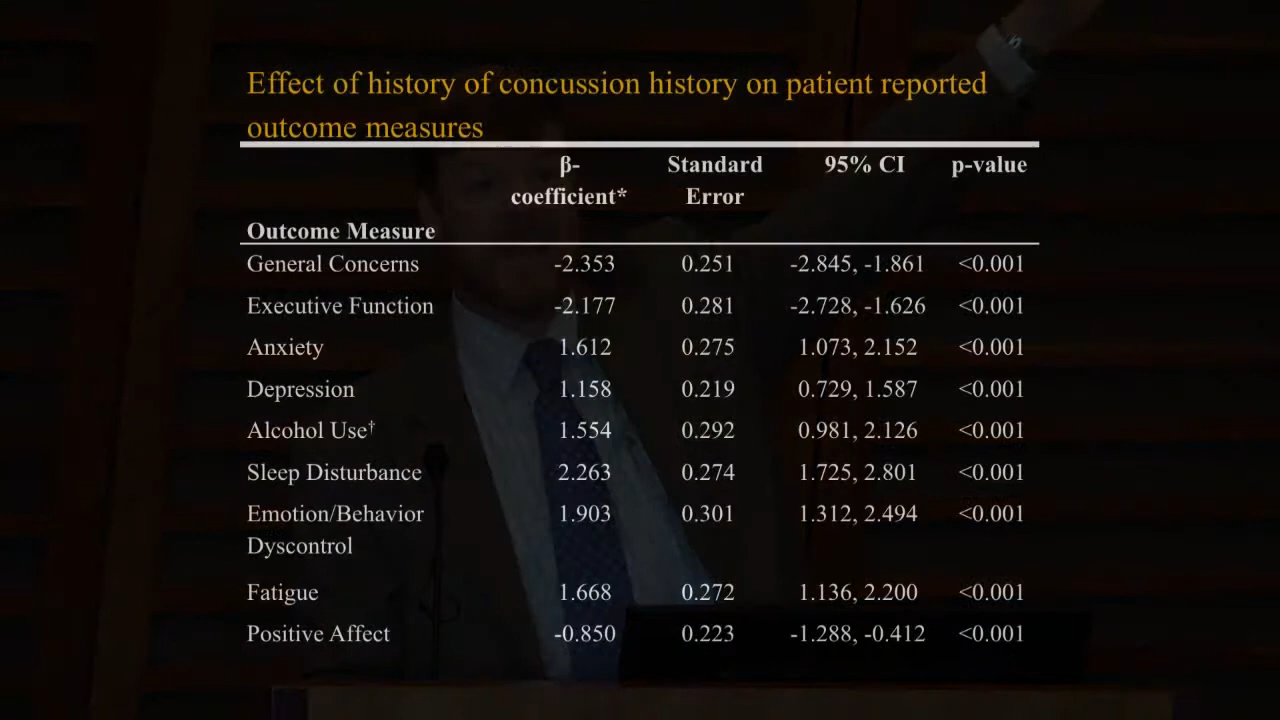 Effect of history of concussion history on patient reported
outcome measures
β- Standard 95% CI p-value
coefficient* Error
Outcome Measure
General Concerns -2.353 0.251 -2.845, -1.861 <0.001
Executive Function -2.177 0.281 -2.728, -1.626 <0.001
Anxiety 1.612 0.275 1.073, 2.152 <0.001
Depression 1.158 0.219 0.729, 1.587 <0.001
Alcohol Use† 1.554 0.292 0.981, 2.126 <0.001
Sleep Disturbance 2.263 0.274 1.725, 2.801 <0.001
Emotion/Behavior 1.903 0.301 1.312, 2.494 <0.001
Dyscontrol
Fatigue 1.668 0.272 1.136, 2.200 <0.001
Positive Affect -0.850 0.223 -1.288, -0.412 <0.001